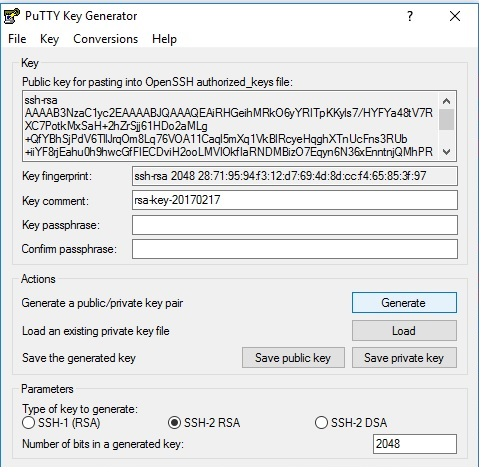 PuTTY Key Generator
?
File Key Conversions Help
Key
Public key for pasting into OpenSSH authorized_keys file:
ssh-rsa
AAAAB3NzaC1yc2EAAAABJQAAAQEAiRHGeihMRkO6yYRITpKKyls7/HYFYa48tV7R
XC7PotkMxSaH+2hZrSjj61HDo2aMLg
+QfYBhSjPdV6TllJrqOm8Lq76VOA11CaqI5mXq1VkBlRcyeHqghXTnUcFns3RUb
+iiYF8rjEahu0h9hwcGfFIECDviH2ooLMVlOkflaRNDMBizO7Eqyn6N36xEnntnjQMhPR
Key fingerprint: ssh-rsa 2048 28:71:95:94:f3:12:d7:69:4d:8d:cc:f4:65:85:3f:97
Key comment: rsa-key-20170217
Key passphrase:
Confirm passphrase:
Actions
Generate a public/private key pair Generate
Load an existing private key file Load
Save the generated key Save public key Save private key
Parameters
Type of key to generate:
SSH-1 (RSA) SSH-2 RSA SSH-2 DSA
Number of bits in a generated key: 2048